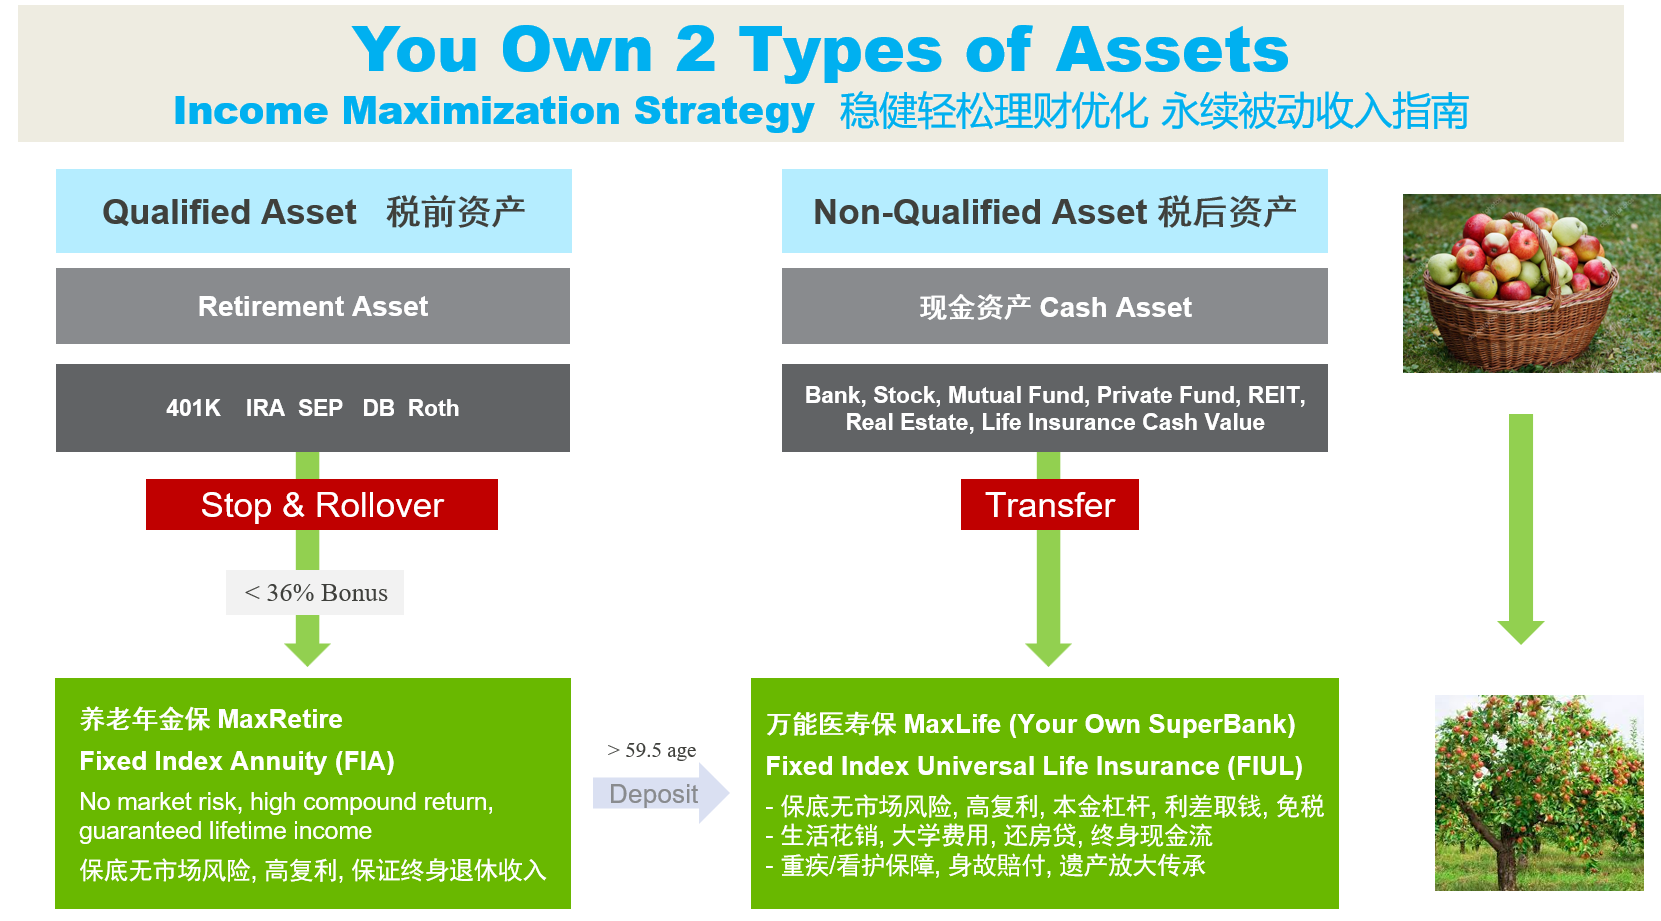 You Own 2 Types of Assets
Income Maximization Strategy 稳健轻松理财优化 永续被动收入指南
Qualified Asset 税前资产
Retirement Asset
401K IRA SEP DB Roth
Stop & Rollover
< 36% Bonus
养老年金保 MaxRetire
Fixed Index Annuity (FIA)
No market risk, high compound return,
guaranteed lifetime income
保底无市场风险, 高复利, 保证终身退休收入
> 59.5 age
Deposit
Non-Qualified Asset 税后资产
现金资产 Cash Asset
Bank, Stock, Mutual Fund, Private Fund, REIT,
Real Estate, Life Insurance Cash Value
Transfer
万能医寿保 MaxLife (Your Own SuperBank)
Fixed Index Universal Life Insurance (FIUL)
- 保底无市场风险, 高复利, 本金杠杆, 利差取钱, 免税
- 生活花销, 大学费用, 还房贷, 终身现金流
- 重疾/看护保障, 身故賠付, 遗产放大传承